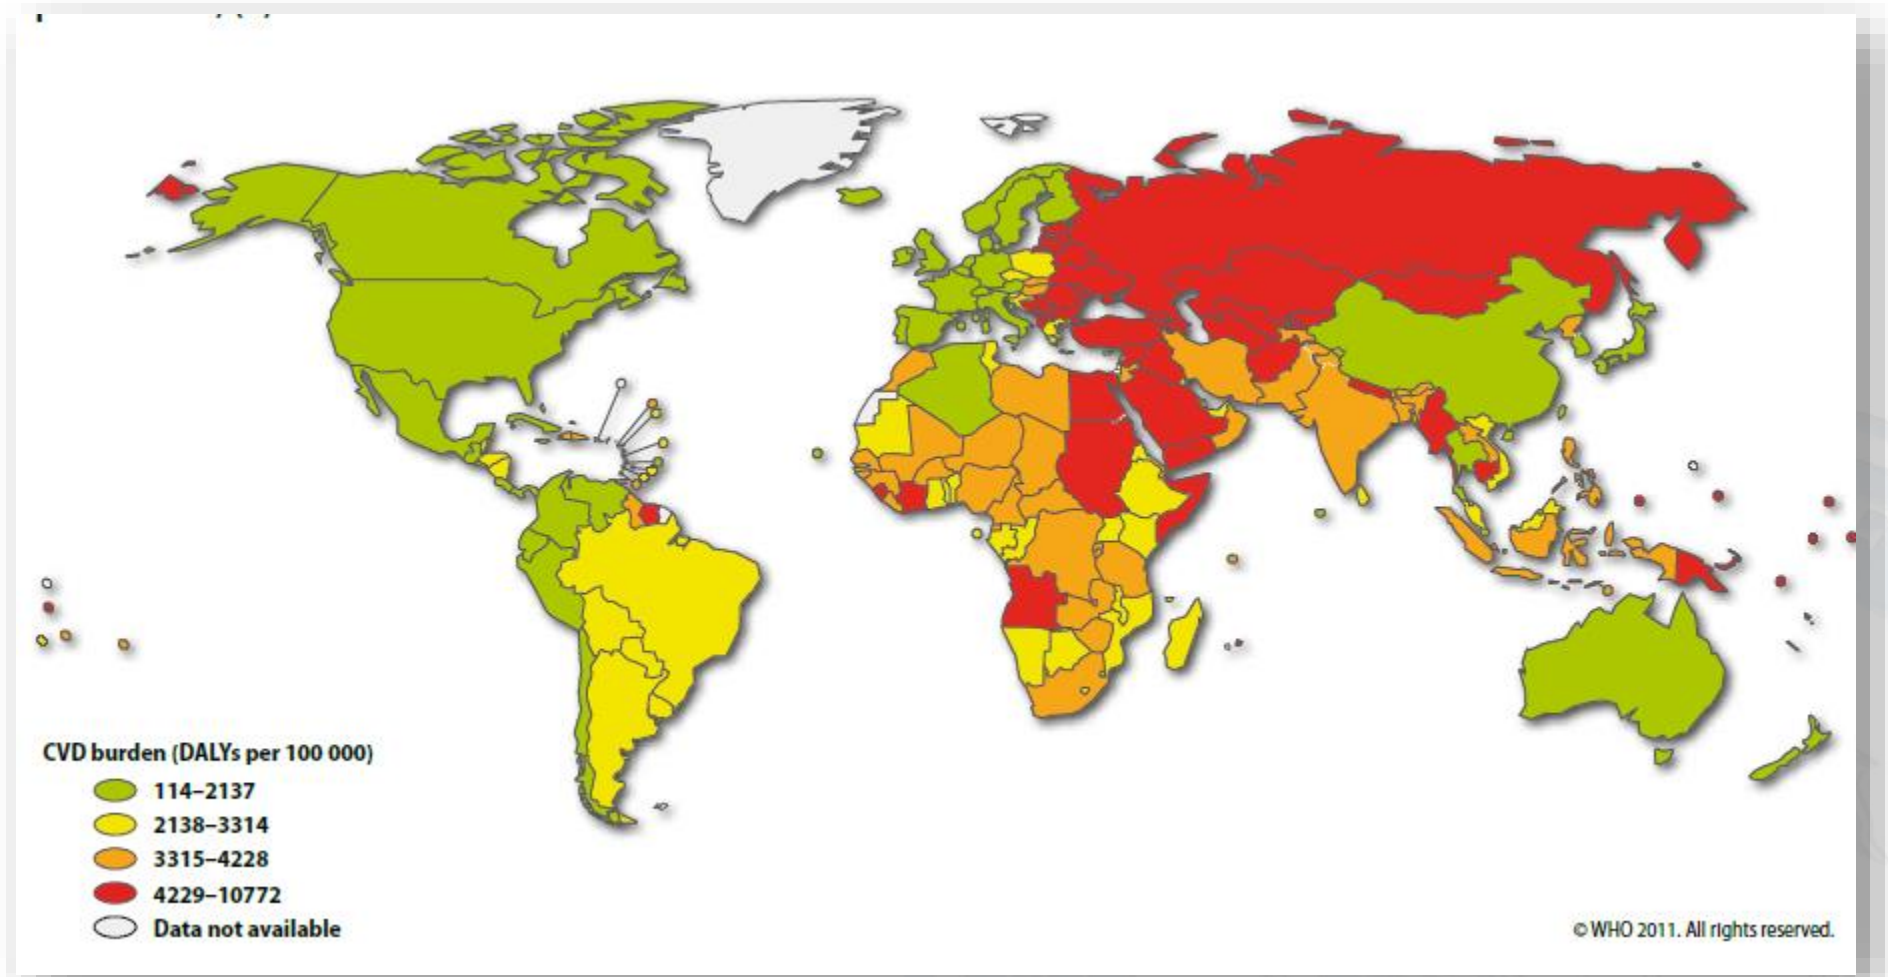 CVD burden (DALYs per 100 000)
114–2137
2138–3314
3315–4228
4229–10772
Data not available
© WHO 2011. All rights reserved.